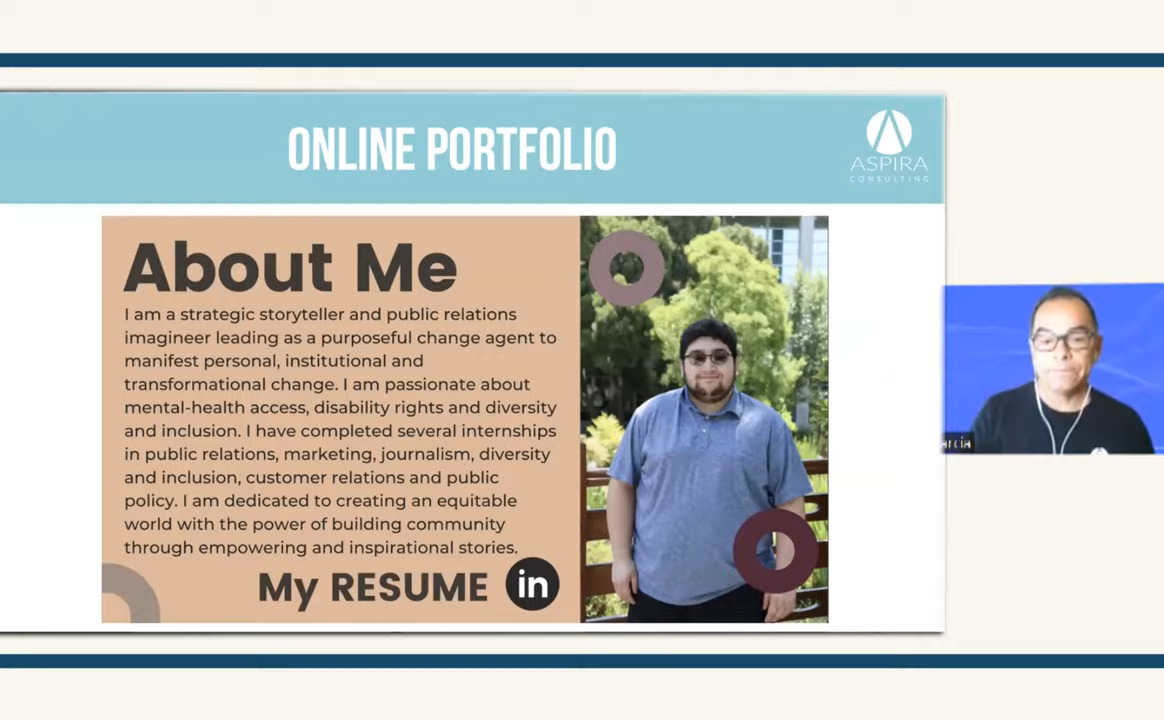 ONLINE PORTFOLIO
ASPIRA
CONSULTING
About Me
I am a strategic storyteller and public relations
imagineer leading as a purposeful change agent to
manifest personal, institutional and
transformational change. I am passionate about
mental-health access, disability rights and diversity
and inclusion. I have completed several internships
in public relations, marketing, journalism, diversity
and inclusion, customer relations and public
policy. I am dedicated to creating an equitable
world with the power of building community
through empowering and inspirational stories.
My RESUME in